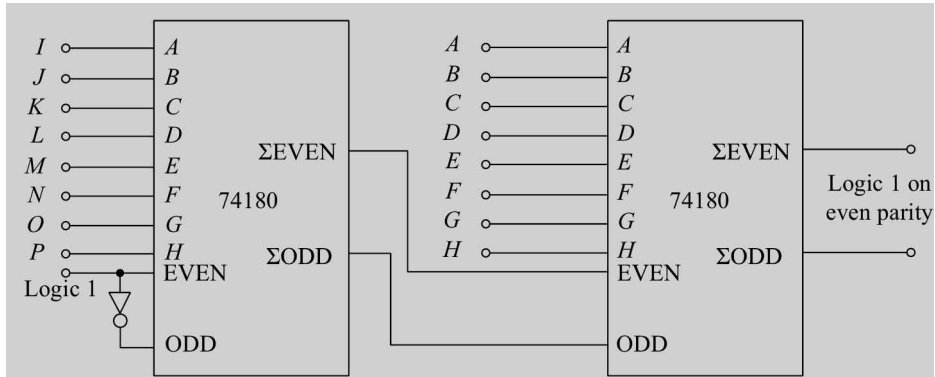 I
J
K
L
M
N
O
P
Logic 1
A
B
C
D
E
F
G
H
EVEN
ODD
ΣEVEN
74180
ΣODD
A
B
C
D
E
F
G
H
A
B
C
D
E
F
G
H
EVEN
ODD
ΣEVEN
74180
ΣODD
Logic 1 on
even parity